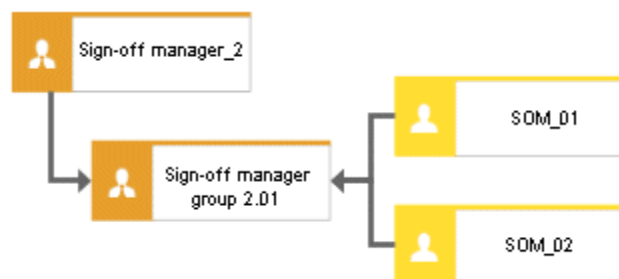 Sign-off manager_2
Sign-off manager
group 2.01
SOM_01
SOM_02